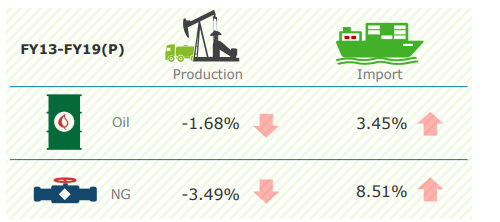 FY13-FY19(P)
Production Import
Oil -1.68% 3.45%
NG -3.49% 8.51%